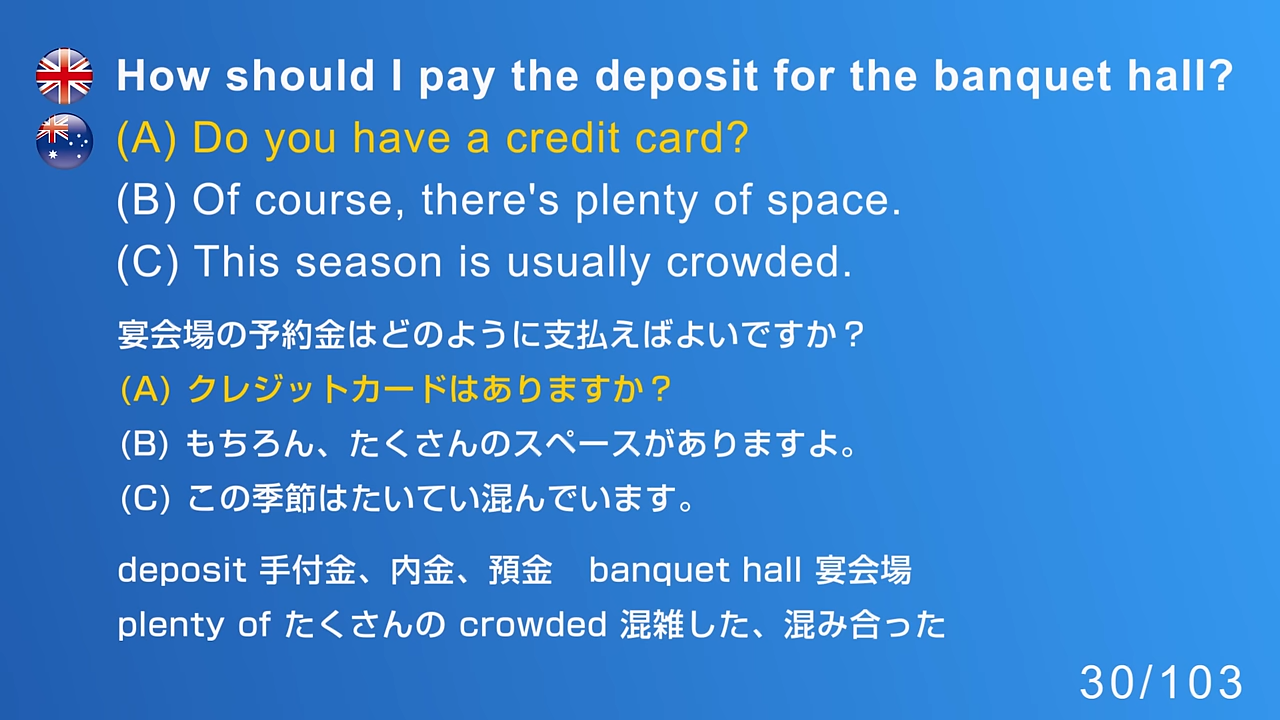 How should I pay the deposit for the banquet hall?
(A) Do you have a credit card?
(B) Of course, there's plenty of space.
(C) This season is usually crowded.
宴会場の予約金はどのように支払えばよいですか？
(A) クレジットカードはありますか？
(B) もちろん、たくさんのスペースがありますよ。
(C) この季節はたいてい混んでいます。
deposit 手付金、内金、預金　banquet hall 宴会場
plenty of たくさんの crowded 混雑した、混み合った
30/103